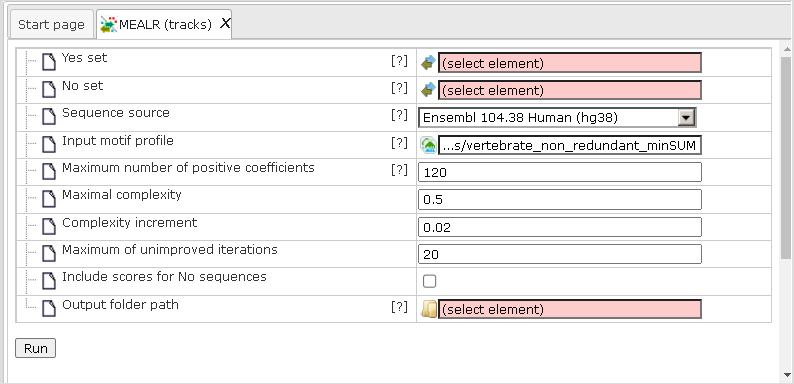 Start page MEALR (tracks) X
Yes set [?] (select element)
No set [?] (select element)
Sequence source [?] Ensembl 104.38 Human (hg38)
Input motif profile [?] ...s/vertebrate_non_redundant_minSUM
Maximum number of positive coefficients [?] 120
Maximal complexity 0.5
Complexity increment 0.02
Maximum of unimproved iterations 20
Include scores for No sequences
Output folder path [?] (select element)
Run